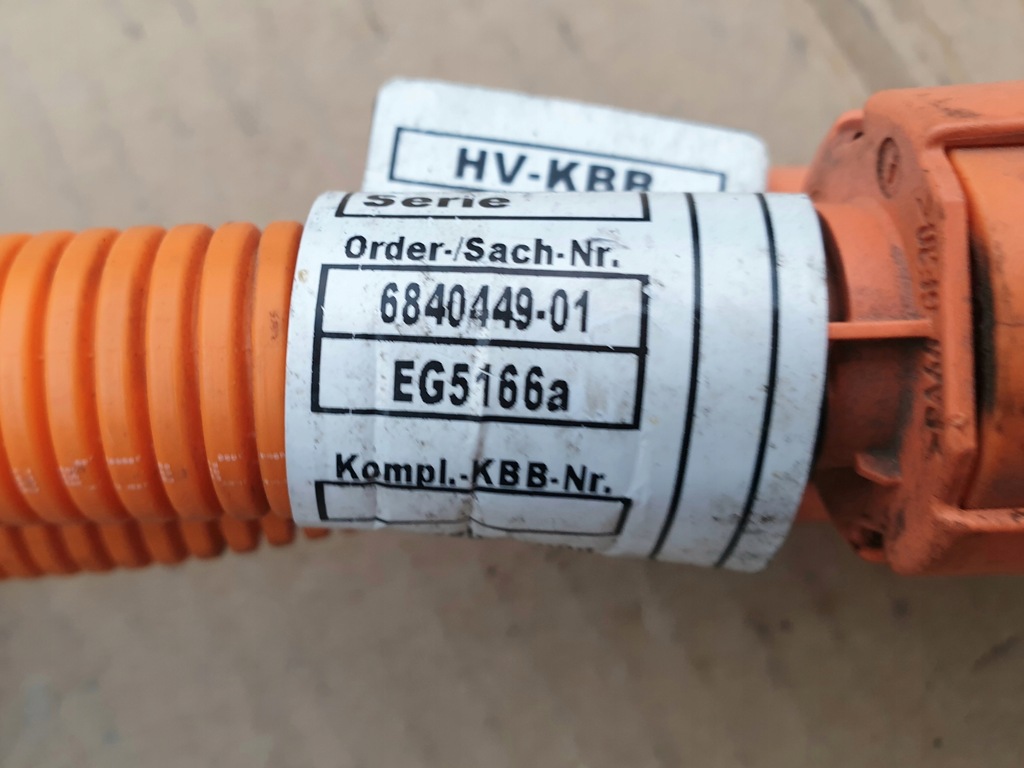 HV-KBB
Serie
Order-/Sach-Nr.
6840449-01
EG5166a
Kompl.-KBB-Nr.